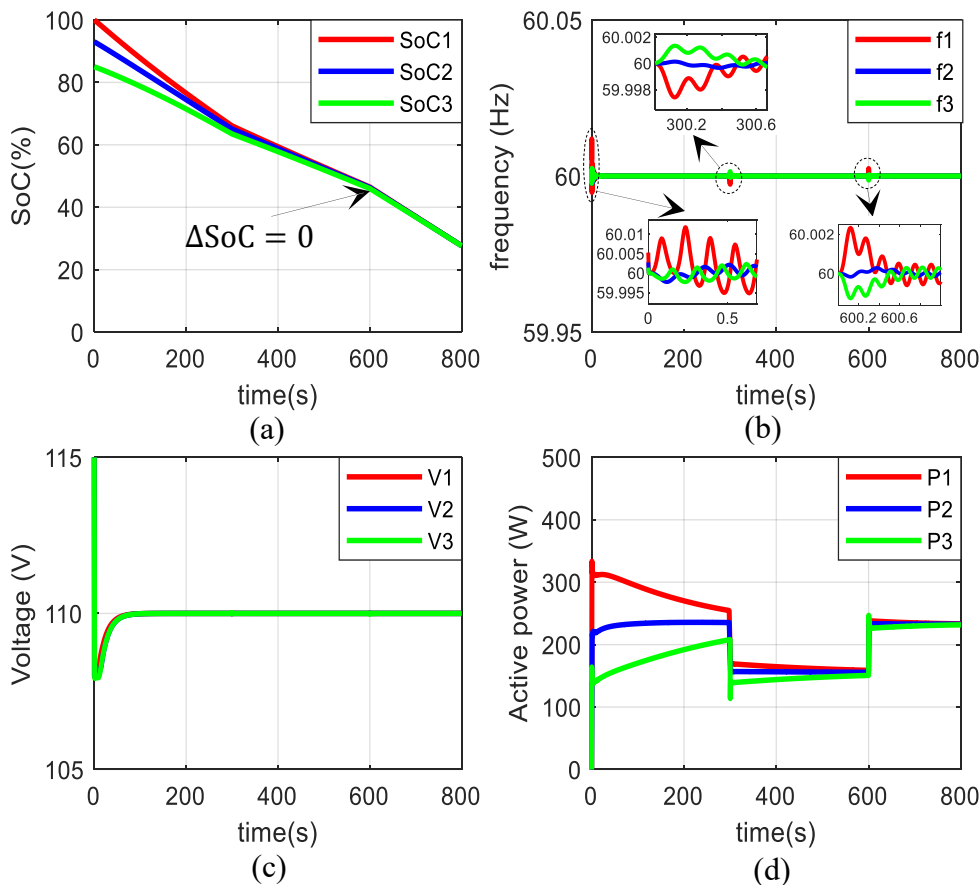 100
80
60
40
20
0
SoC(%)
SoC1
SoC2
SoC3
ΔSoC = 0
0 200 400 600 800
time(s)
(a)
60.05
60
59.95
frequency (Hz)
f1
f2
f3
60.002
60
59.998
300.2 300.6
60.01
60.005
60
59.995
0 0.5
60.002
60
600.2 600.6
0 200 400 600 800
time(s)
(b)
115
110
105
Voltage (V)
V1
V2
V3
0 200 400 600 800
time(s)
(c)
500
400
300
200
100
0
Active power (W)
P1
P2
P3
0 200 400 600 800
time(s)
(d)